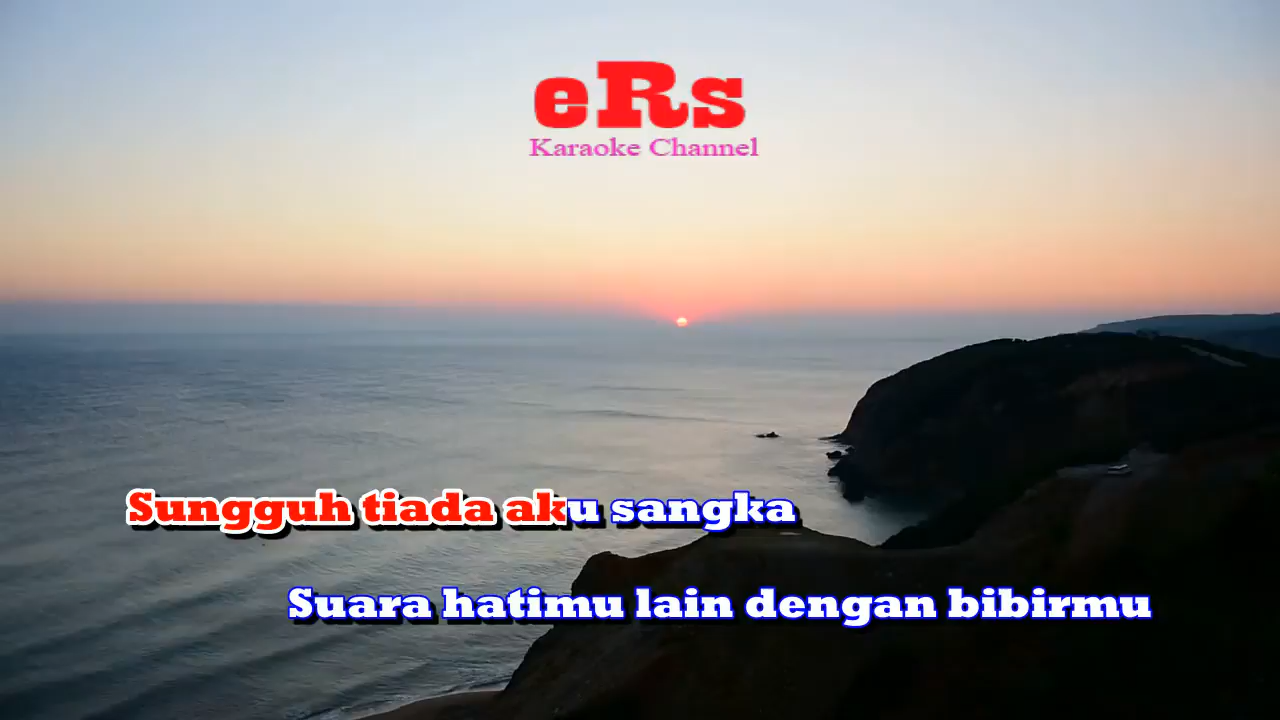 eRs
Karaoke Channel
Sungguh tiada aku sangka
Suara hatimu lain dengan bibirmu